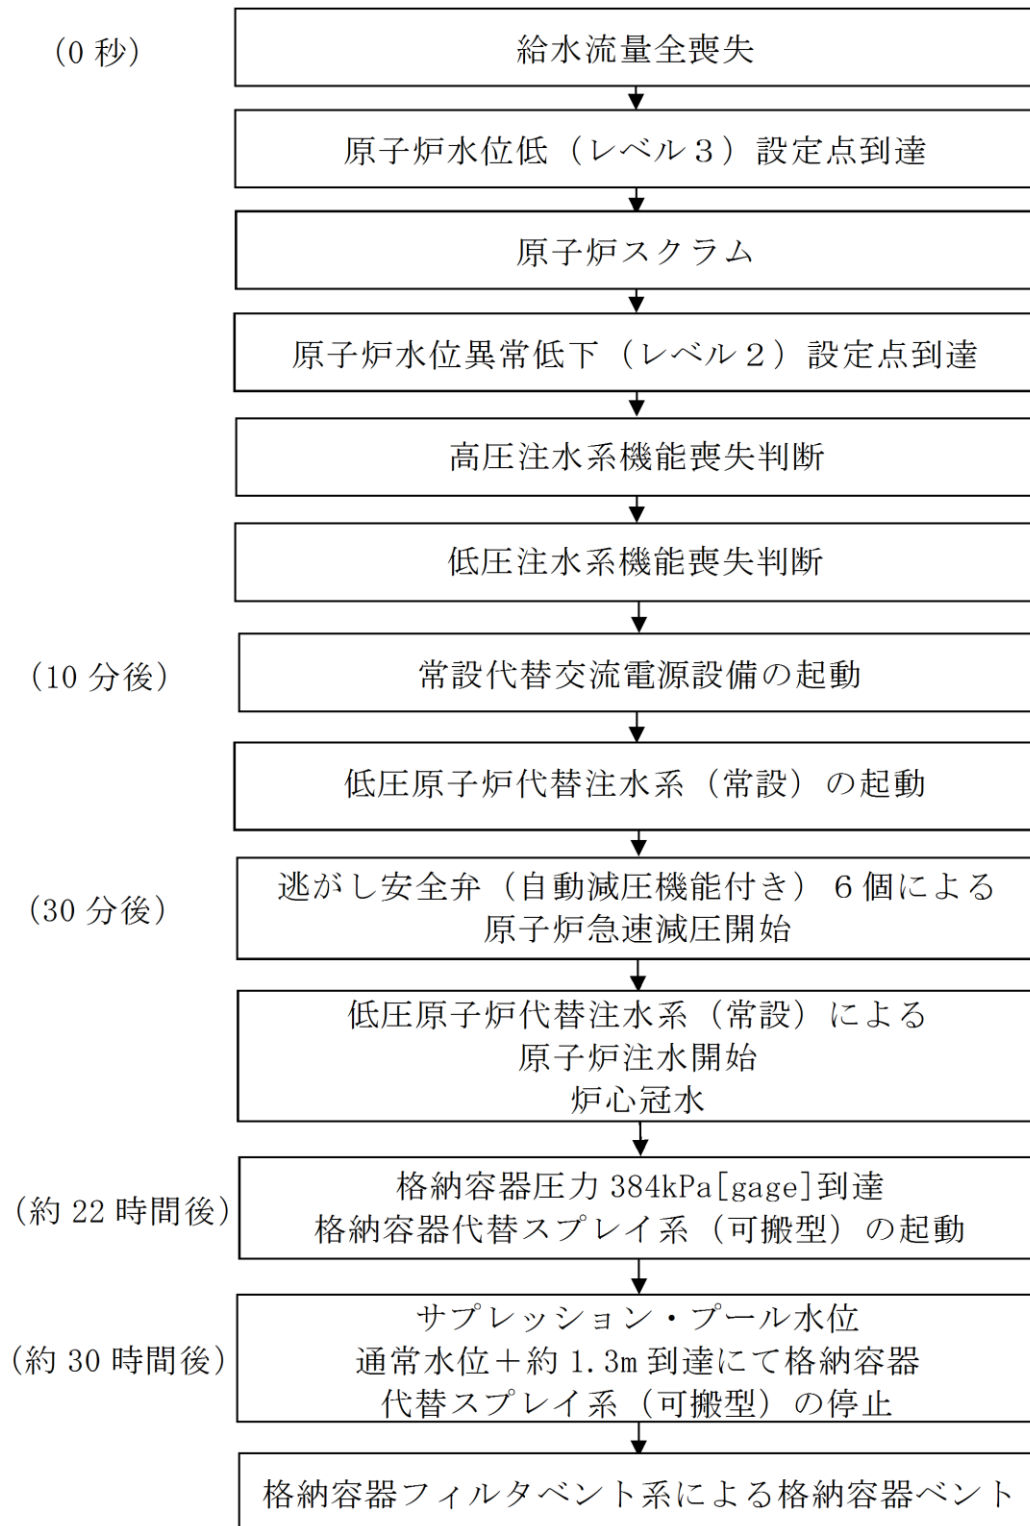 (0 秒)
給水流量全喪失
原子炉水位低（レベル３）設定点到達
原子炉スクラム
原子炉水位異常低下（レベル２）設定点到達
高圧注水系機能喪失判断
低圧注水系機能喪失判断
(10 分後)
常設代替交流電源設備の起動
低圧原子炉代替注水系（常設）の起動
(30 分後)
逃がし安全弁（自動減圧機能付き）６個による
原子炉急速減圧開始
低圧原子炉代替注水系（常設）による
原子炉注水開始
炉心冠水
(約 22 時間後)
格納容器圧力 384kPa[gage]到達
格納容器代替スプレイ系（可搬型）の起動
(約 30 時間後)
サプレッション・プール水位
通常水位＋約 1.3m 到達にて格納容器
代替スプレイ系（可搬型）の停止
格納容器フィルタベント系による格納容器ベント